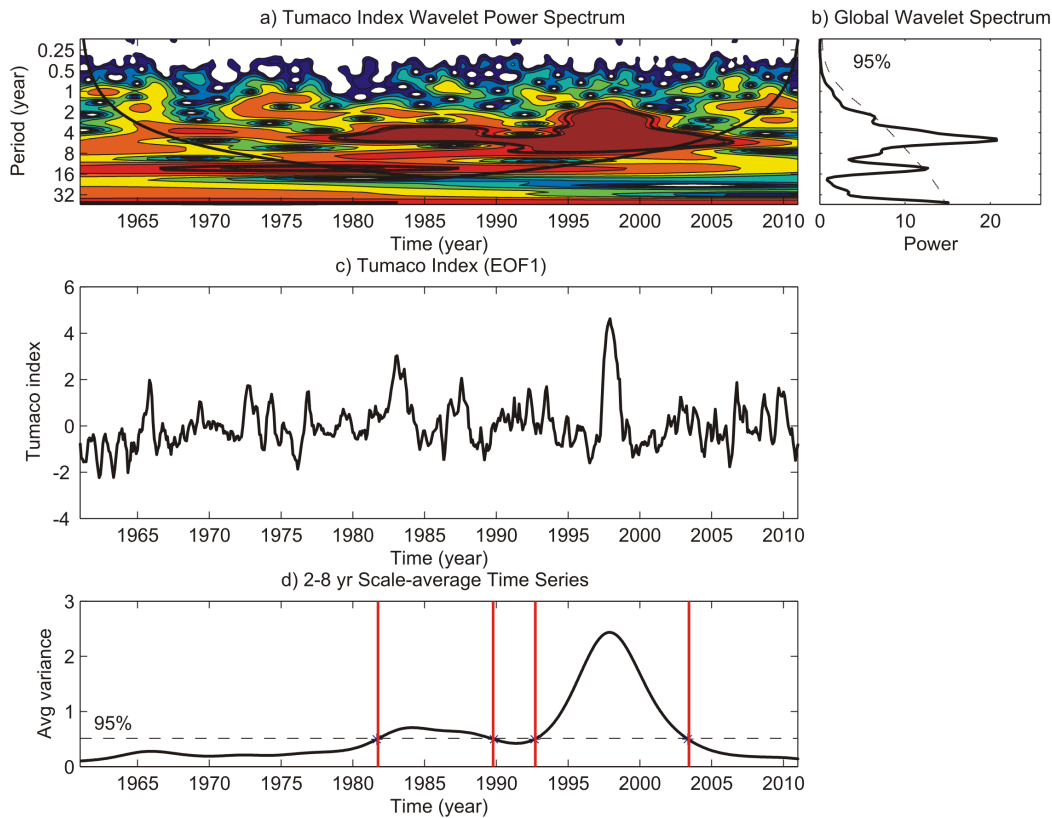 a) Tumaco Index Wavelet Power Spectrum
b) Global Wavelet Spectrum
Period (year)
0.25
0.5
1
2
4
8
16
32
1965 1970 1975 1980 1985 1990 1995 2000 2005 2010
Time (year)
95%
0 10 20
Power
c) Tumaco Index (EOF1)
Tumaco index
6
4
2
0
-2
-4
1965 1970 1975 1980 1985 1990 1995 2000 2005 2010
Time (year)
d) 2-8 yr Scale-average Time Series
Avg variance
3
2
1
0
95%
1965 1970 1975 1980 1985 1990 1995 2000 2005 2010
Time (year)